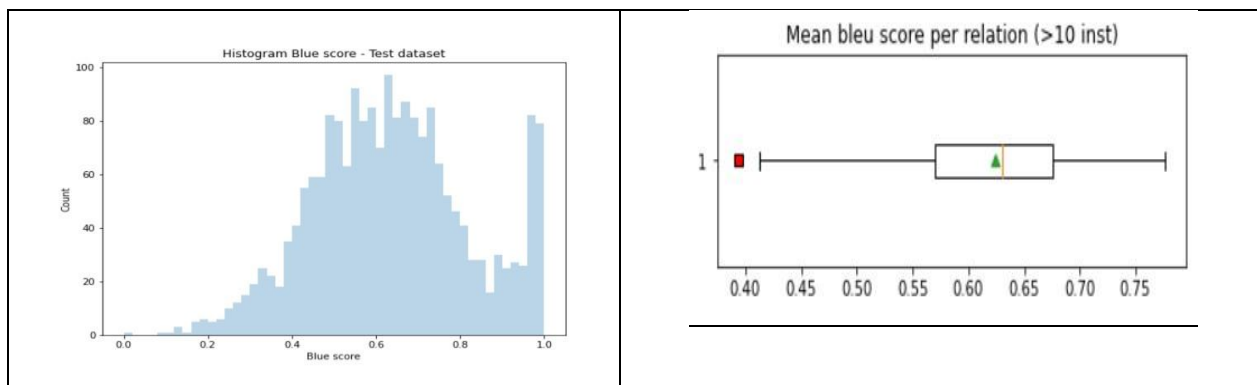 Histogram Blue score - Test dataset
100
80
60
40
20
0
Count
0.0 0.2 0.4 0.6 0.8 1.0
Blue score
Mean bleu score per relation (>10 inst)
1
0.40 0.45 0.50 0.55 0.60 0.65 0.70 0.75